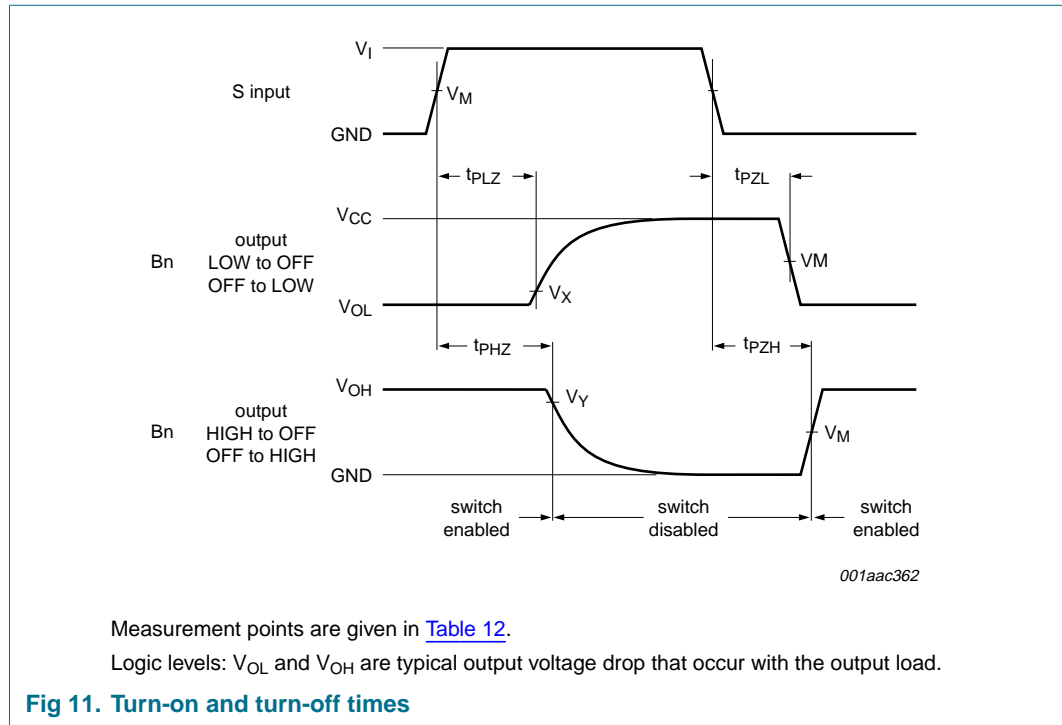 VI
S input
VM
GND
tPLZ
tPZL
VCC
Bn
output
LOW to OFF
OFF to LOW
VM
VX
VOL
tPHZ
tPZH
VOH
VY
Bn
output
HIGH to OFF
OFF to HIGH
VM
GND
switch enabled
switch disabled
switch enabled
001aac362
Measurement points are given in Table 12.
Logic levels: VOL and VOH are typical output voltage drop that occur with the output load.
Fig 11. Turn-on and turn-off times